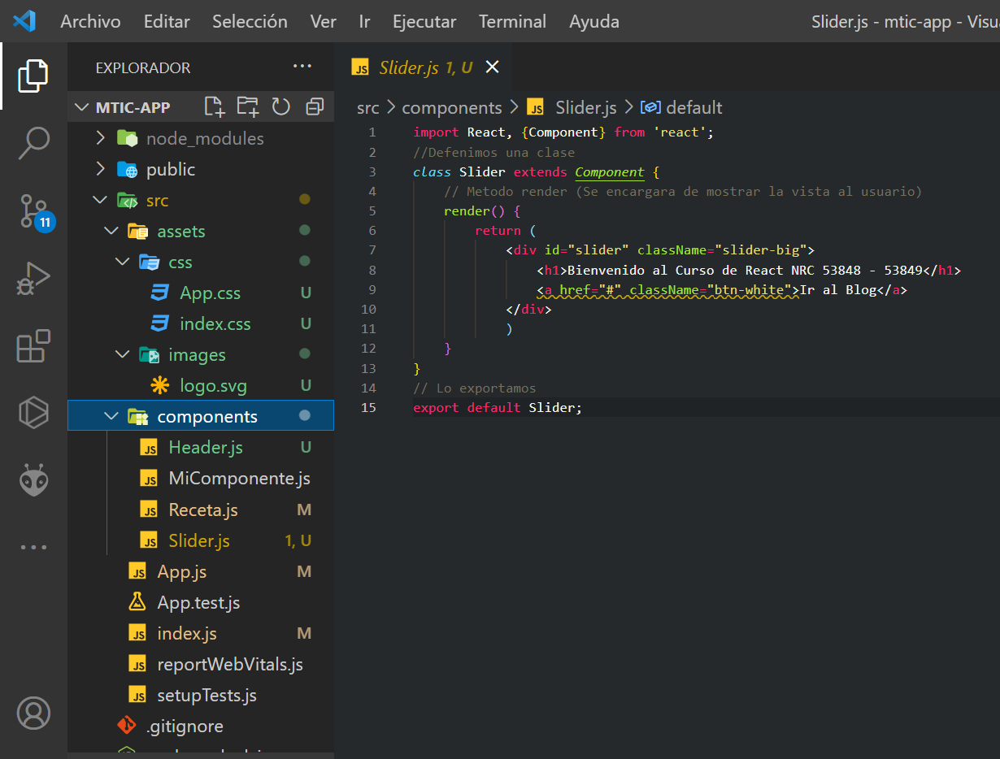 Archivo Editar Selección Ver Ir Ejecutar Terminal Ayuda Slider.js - mtic-app - Visu
EXPLORADOR
MTIC-APP
node_modules
public
src
assets
css
App.css U
index.css U
images
logo.svg U
components
Header.js U
MiComponente.js
Receta.js M
Slider.js 1, U
App.js M
App.test.js
index.js M
reportWebVitals.js
setupTests.js
.gitignore
11
JS Slider.js 1, U
src > components > JS Slider.js > default
1 import React, {Component} from 'react';
2 //Defenimos una clase
3 class Slider extends Component {
4 // Metodo render (Se encargara de mostrar la vista al usuario)
5 render() {
6 return (
7 <div id="slider" className="slider-big">
8 <h1>Bienvenido al Curso de React NRC 53848 - 53849</h1>
9 <a href="#" className="btn-white">Ir al Blog</a>
10 </div>
11 )
12 }
13 }
14 // Lo exportamos
15 export default Slider;